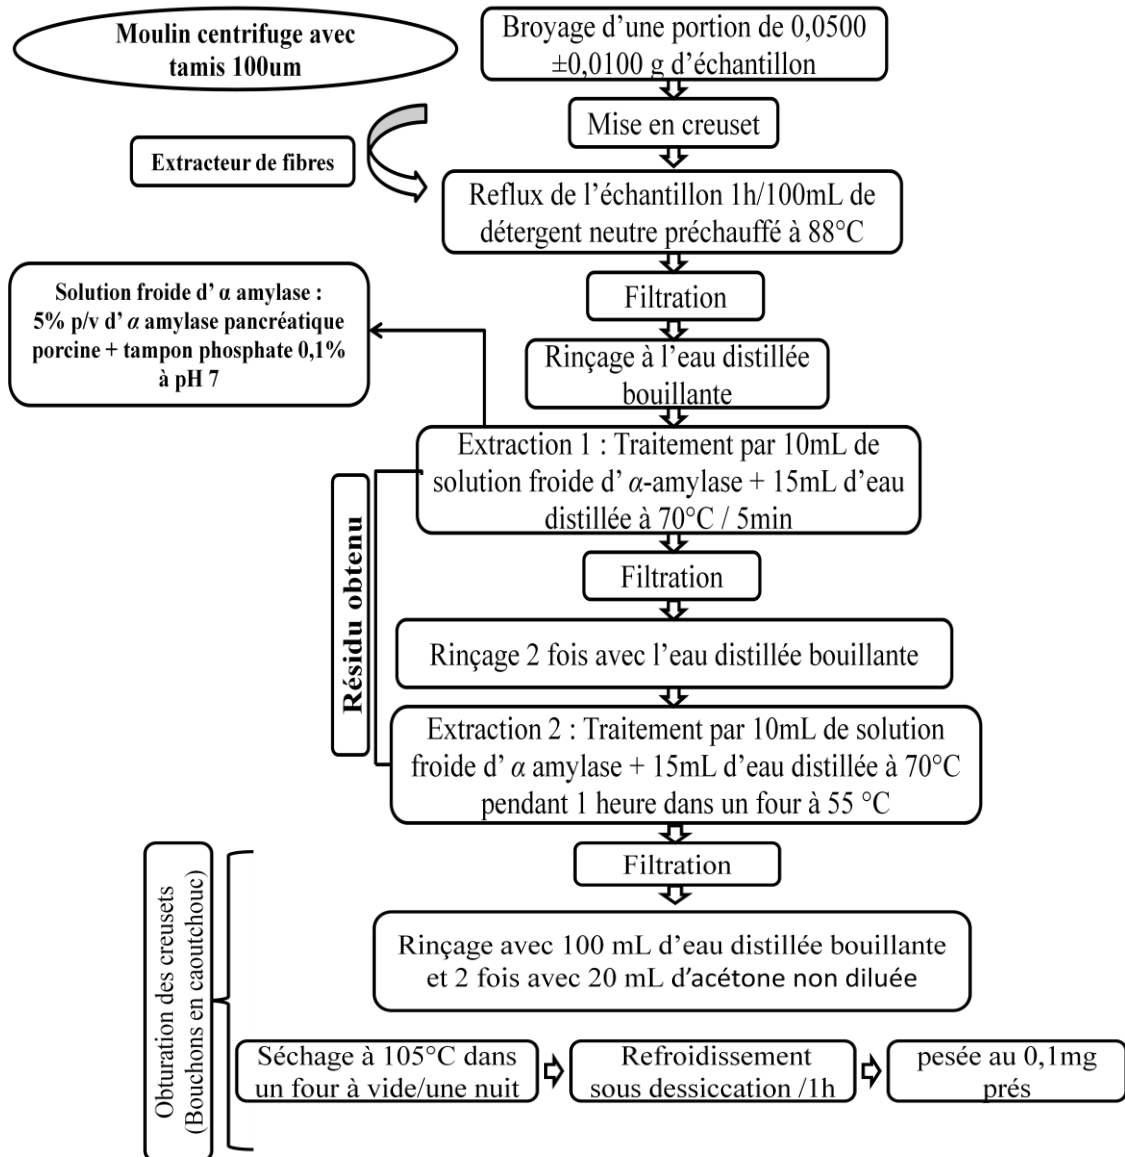 Moulin centrifuge avec
tamis 100um
Broyage d’une portion de 0,0500
±0,0100 g d’échantillon
Mise en creuset
Extracteur de fibres
Reflux de l’échantillon 1h/100mL de
détergent neutre préchauffé à 88°C
Filtration
Solution froide d’ α amylase :
5% p/v d’ α amylase pancréatique
porcine + tampon phosphate 0,1%
à pH 7
Rinçage à l’eau distillée
bouillante
Extraction 1 : Traitement par 10mL de
solution froide d’ α-amylase + 15mL d’eau
distillée à 70°C / 5min
Résidu obtenu
Filtration
Rinçage 2 fois avec l’eau distillée bouillante
Extraction 2 : Traitement par 10mL de solution
froide d’ α amylase + 15mL d’eau distillée à 70°C
pendant 1 heure dans un four à 55 °C
Filtration
Obturation des creusets
(Bouchons en caoutchouc)
Rinçage avec 100 mL d’eau distillée bouillante
et 2 fois avec 20 mL d’acétone non diluée
Séchage à 105°C dans
un four à vide/une nuit
Refroidissement
sous dessiccation /1h
pesée au 0,1mg
prés